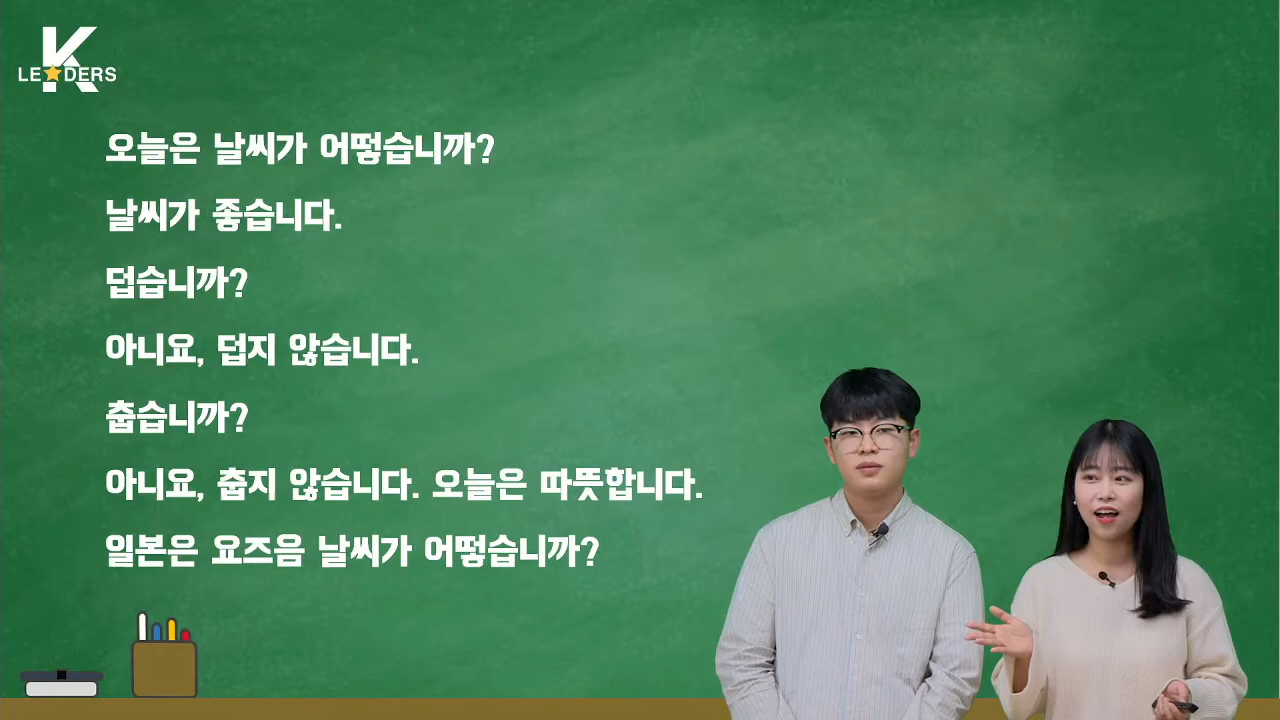 K
LEADERS
오늘은 날씨가 어떻습니까?
날씨가 좋습니다.
덥습니까?
아니요, 덥지 않습니다.
춥습니까?
아니요, 춥지 않습니다. 오늘은 따뜻합니다.
일본은 요즈음 날씨가 어떻습니까?